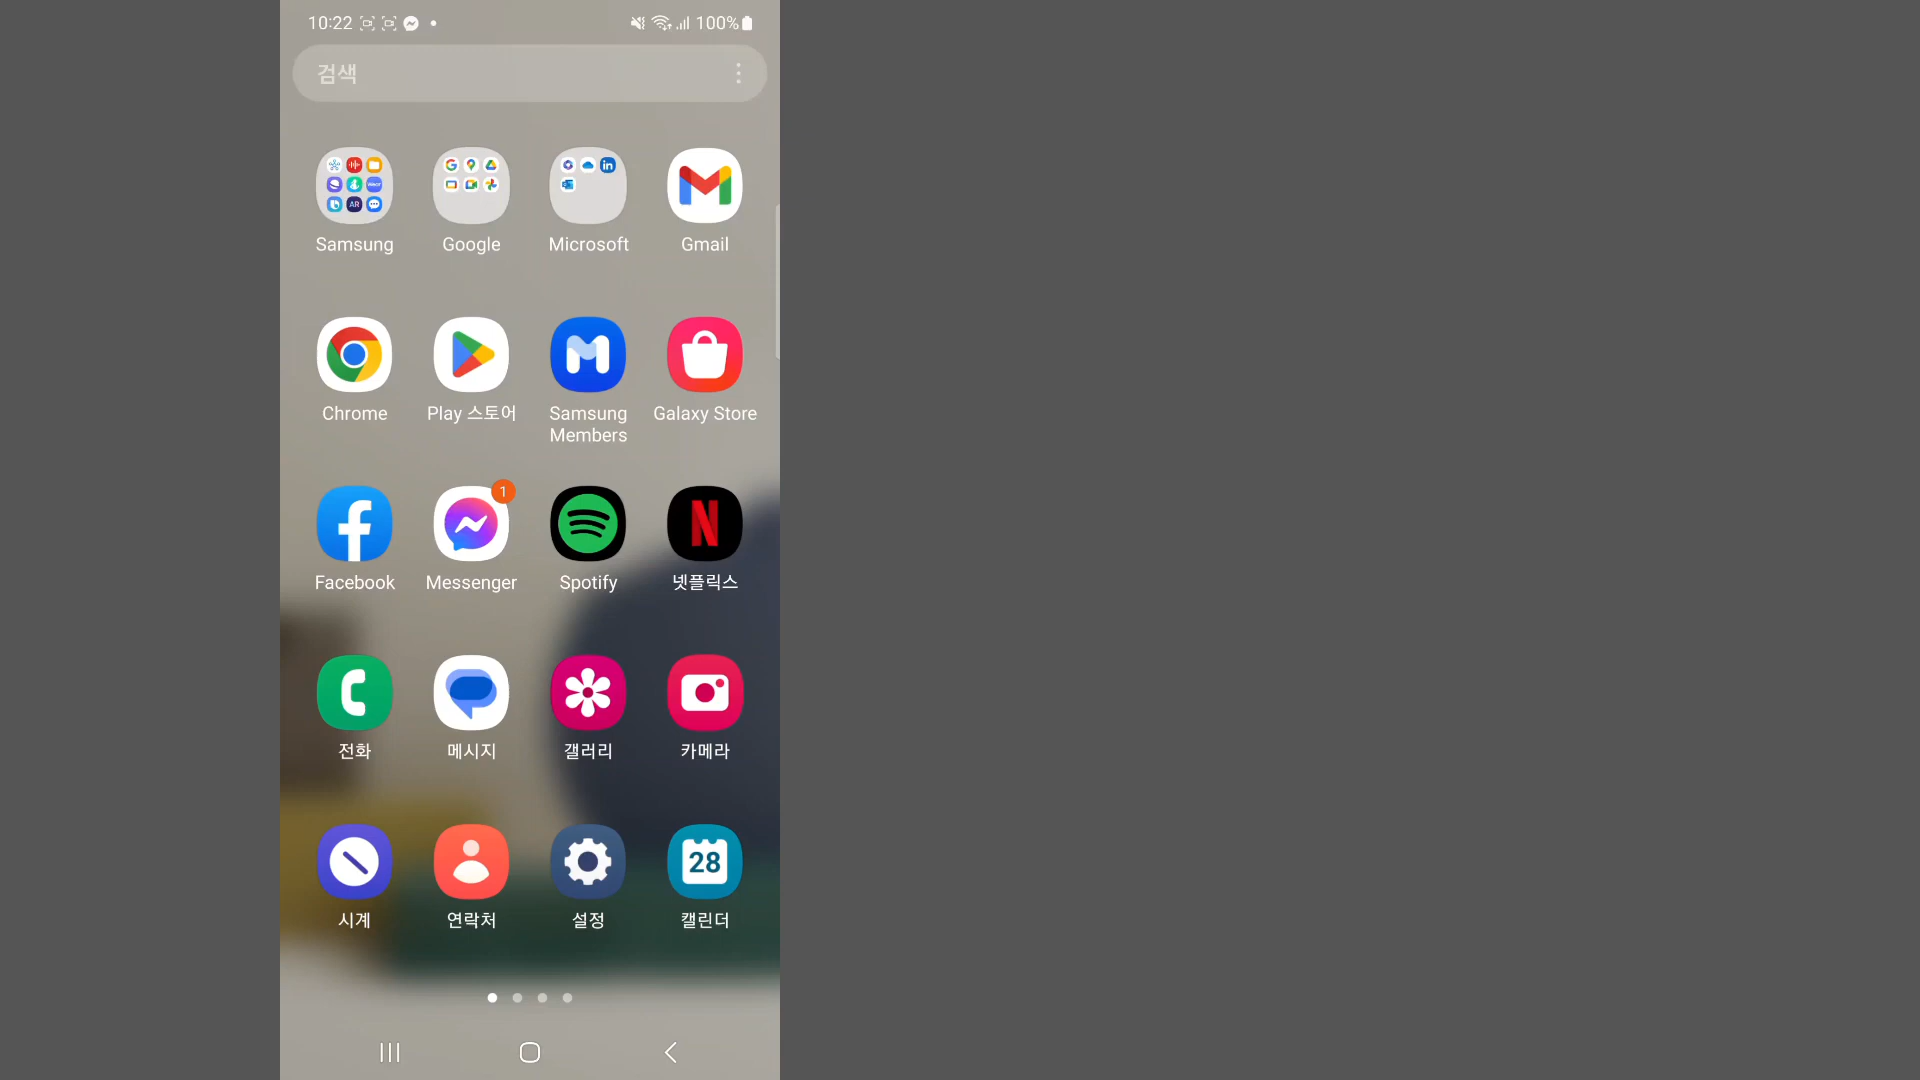 10:22 100%
검색
Samsung Google Microsoft Gmail
Chrome Play 스토어 Samsung Members Galaxy Store
1
Facebook Messenger Spotify 넷플릭스
전화 메시지 갤러리 카메라
28
시계 연락처 설정 캘린더